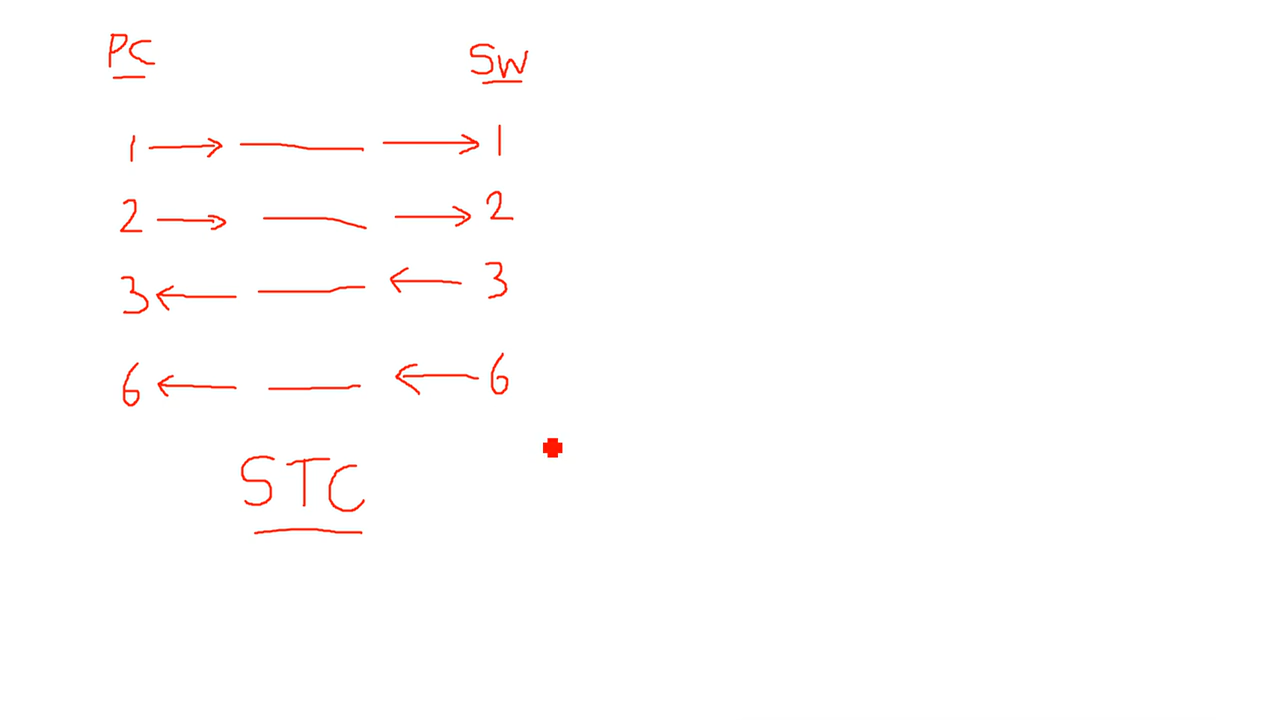 PC SW
1 → — → 1
2 → — → 2
3 ← — ← 3
6 ← — ← 6
STC